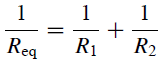 1/R_eq = 1/R_1 + 1/R_2